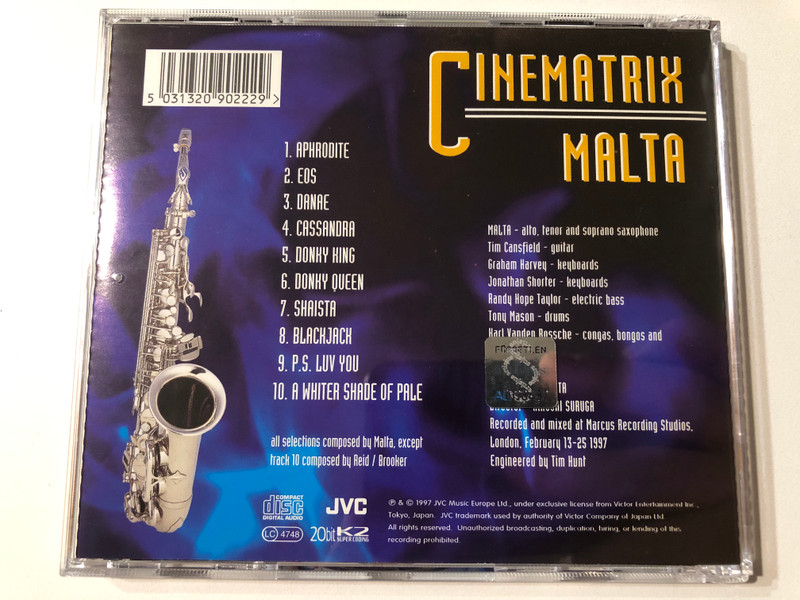 CINEMATRIX
MALTA
5 031320 902229 >
1. APHRODITE
2. EOS
3. DANAE
4. CASSANDRA
5. DONKY KING
6. DONKY QUEEN
7. SHAISTA
8. BLACKJACK
9. P.S. LUV YOU
10. A WHITER SHADE OF PALE
all selections composed by Malta, except
track 10 composed by Reid / Brooker
MALTA - alto, tenor and soprano saxophone
Tim Cansfield - guitar
Graham Harvey - keyboards
Jonathan Shorter - keyboards
Randy Hope Taylor - electric bass
Tony Mason - drums
Karl Vanden Bossche - congas, bongos and
SURUGA
Recorded and mixed at Marcus Recording Studios,
London, February 13-25 1997
Engineered by Tim Hunt
COMPACT
disc
DIGITAL AUDIO
JVC
LC 4748
20bit K2
SUPER CODING
℗ & © 1997 JVC Music Europe Ltd., under exclusive license from Victor Entertainment Inc.,
Tokyo, Japan. JVC trademark used by authority of Victor Company of Japan Ltd
All rights reserved. Unauthorized broadcasting, duplication, hiring, or lending of this
recording prohibited.